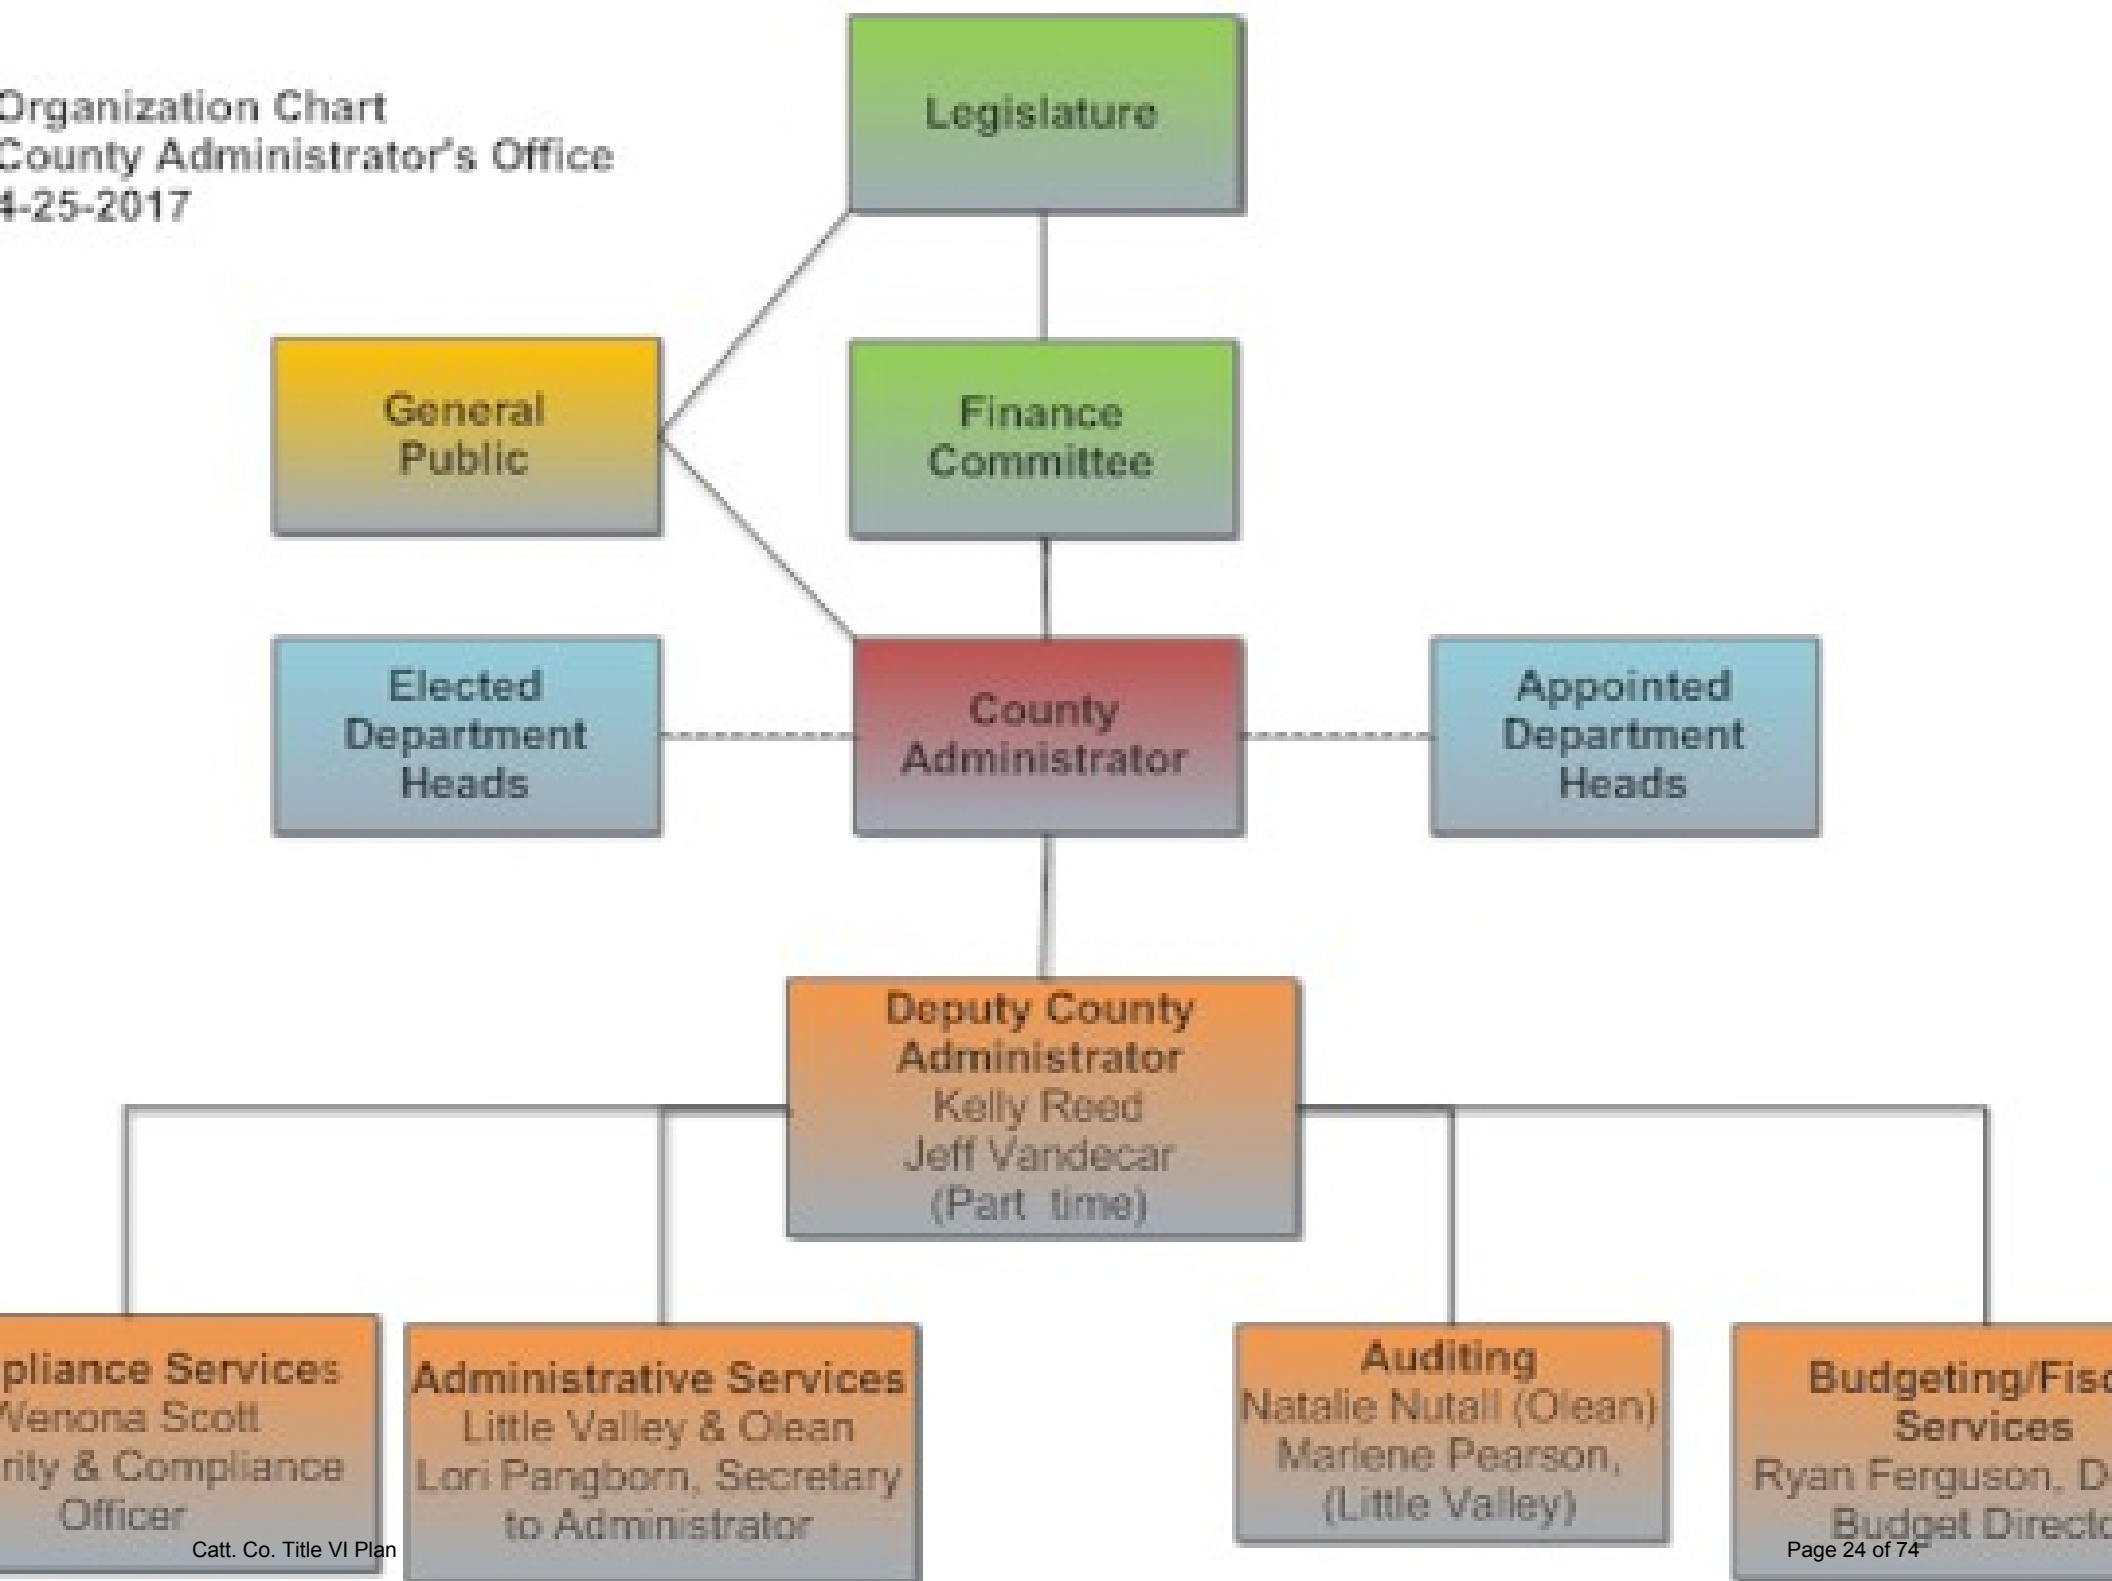 Organization Chart
County Administrator's Office
4-25-2017
Legislature
General
Public
Finance
Committee
Elected
Department
Heads
County
Administrator
Appointed
Department
Heads
Deputy County
Administrator
Kelly Reed
Jeff Vandecar
(Part time)
pliance Services
Wenona Scott
rity & Compliance
Officer
Administrative Services
Little Valley & Olean
Lori Pangborn, Secretary
to Administrator
Auditing
Natalie Nutall (Olean)
Marlene Pearson,
(Little Valley)
Budgeting/Fisc
Services
Ryan Ferguson, D
Budget Directo
Catt. Co. Title VI Plan
Page 24 of 74